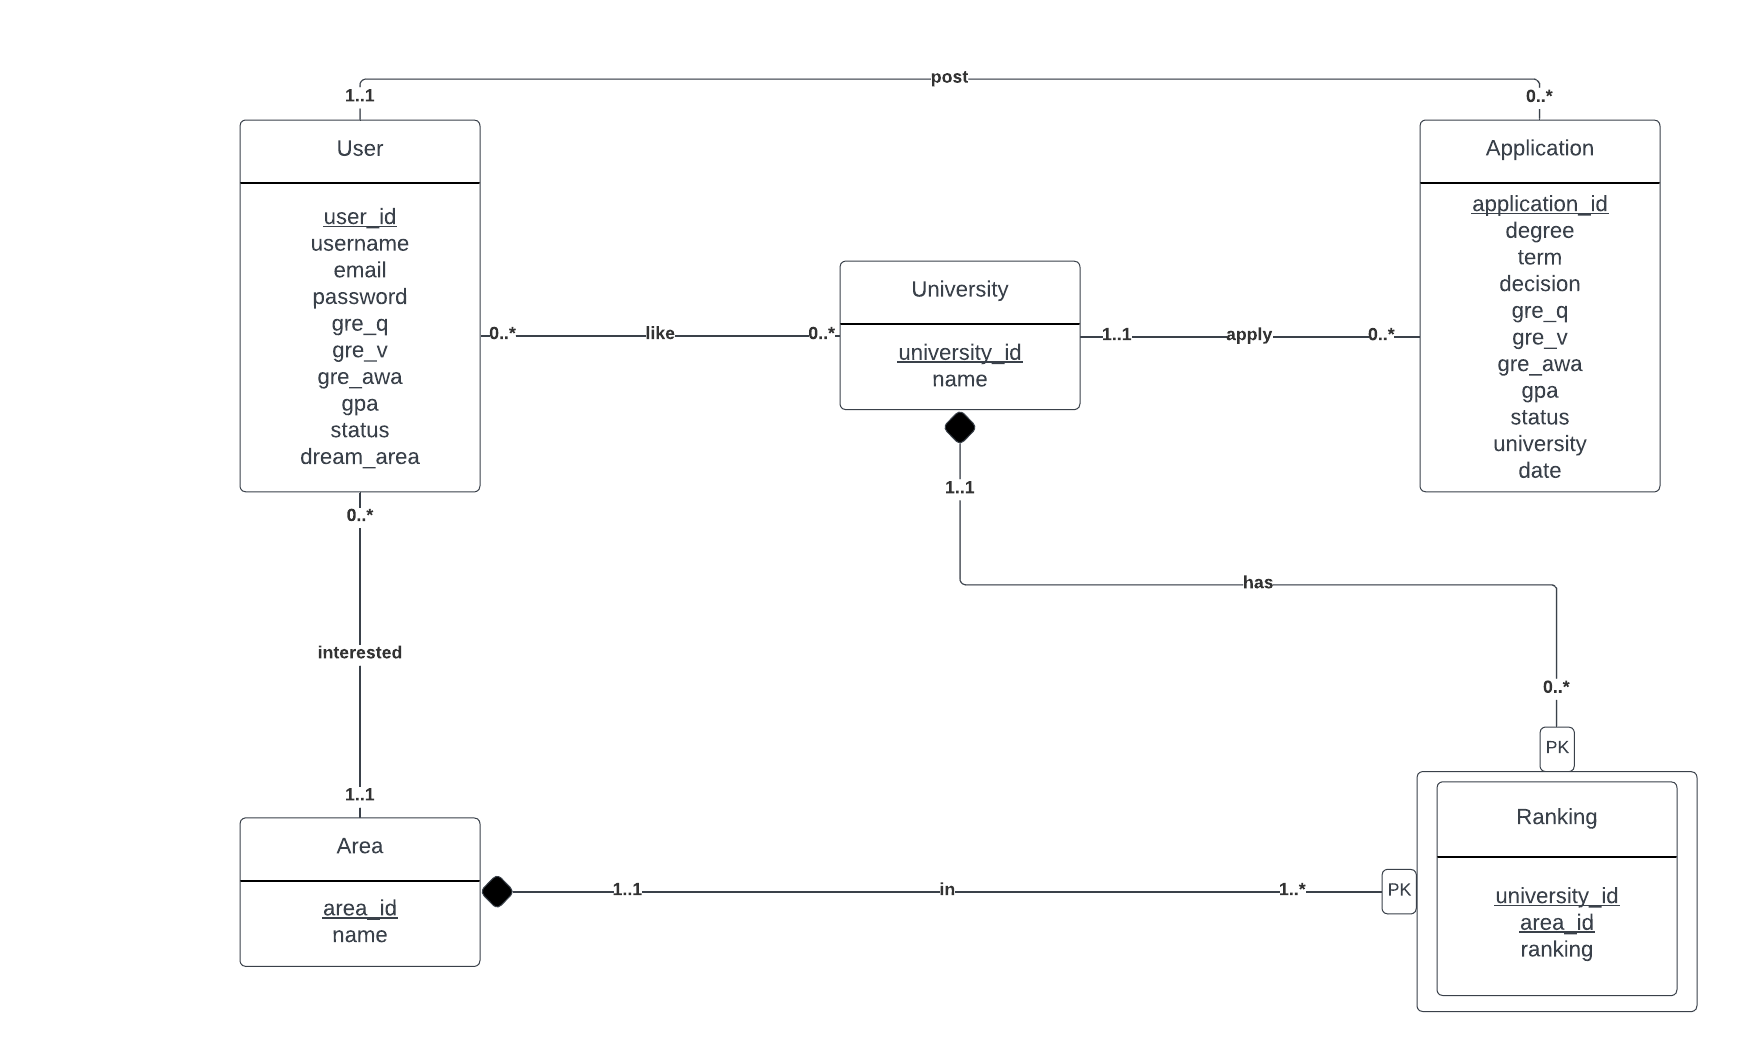 post
1..1
0..*
User
user_id
username
email
password
gre_q
gre_v
gre_awa
gpa
status
dream_area
Application
application_id
degree
term
decision
gre_q
gre_v
gre_awa
gpa
status
university
date
0..* like 0..*
University
university_id
name
1..1 apply 0..*
0..*
interested
1..1
1..1
has
0..*
PK
Area
area_id
name
1..1 in 1..*
PK
Ranking
university_id
area_id
ranking